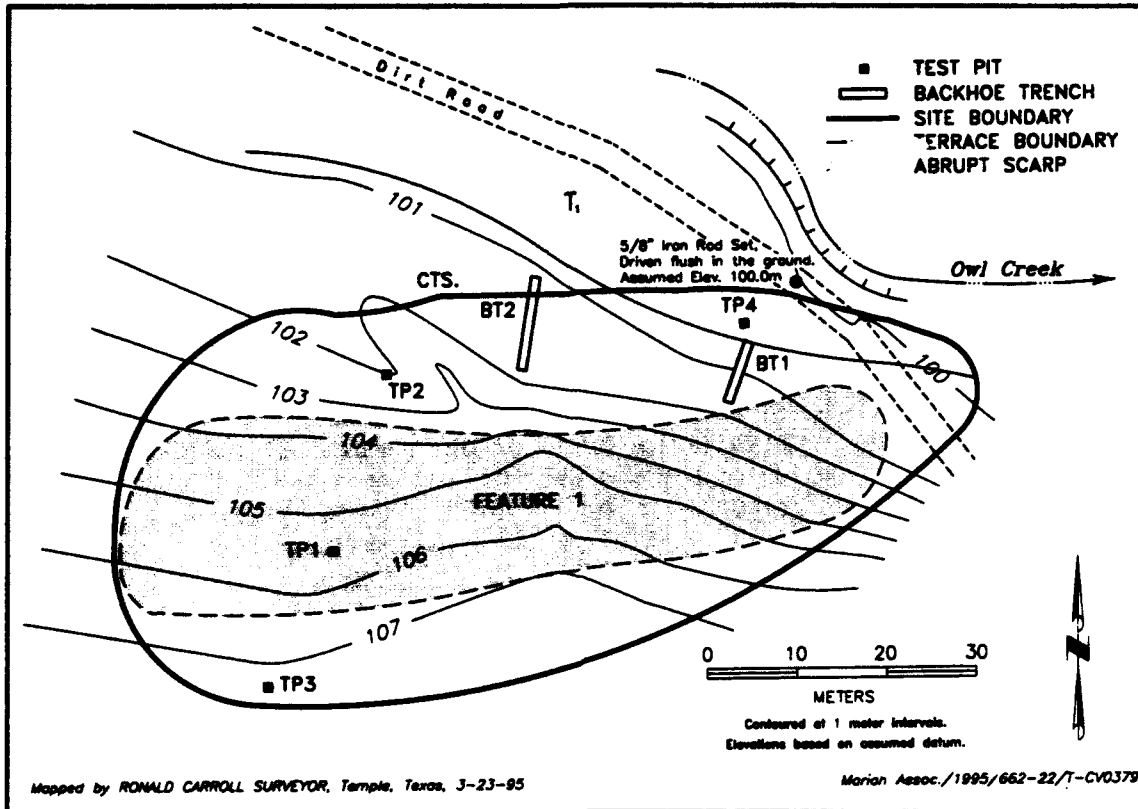 Dirt Road
TEST PIT
BACKHOE TRENCH
SITE BOUNDARY
TERRACE BOUNDARY
ABRUPT SCARP
101
T₁
5/8" Iron Rod Set.
Driven flush in the ground.
Assumed Elev. 100.0m
Owl Creek
CTS.
BT2
TP4
102
TP2
BT1
100
103
104
105
FEATURE 1
TP1
106
107
TP3
0 10 20 30
METERS
Contoured at 1 meter intervals.
Elevations based on assumed datum.
N
Mapped by RONALD CARROLL SURVEYOR, Temple, Texas, 3-23-95
Mariah Assoc./1995/662-22/T-CV0379